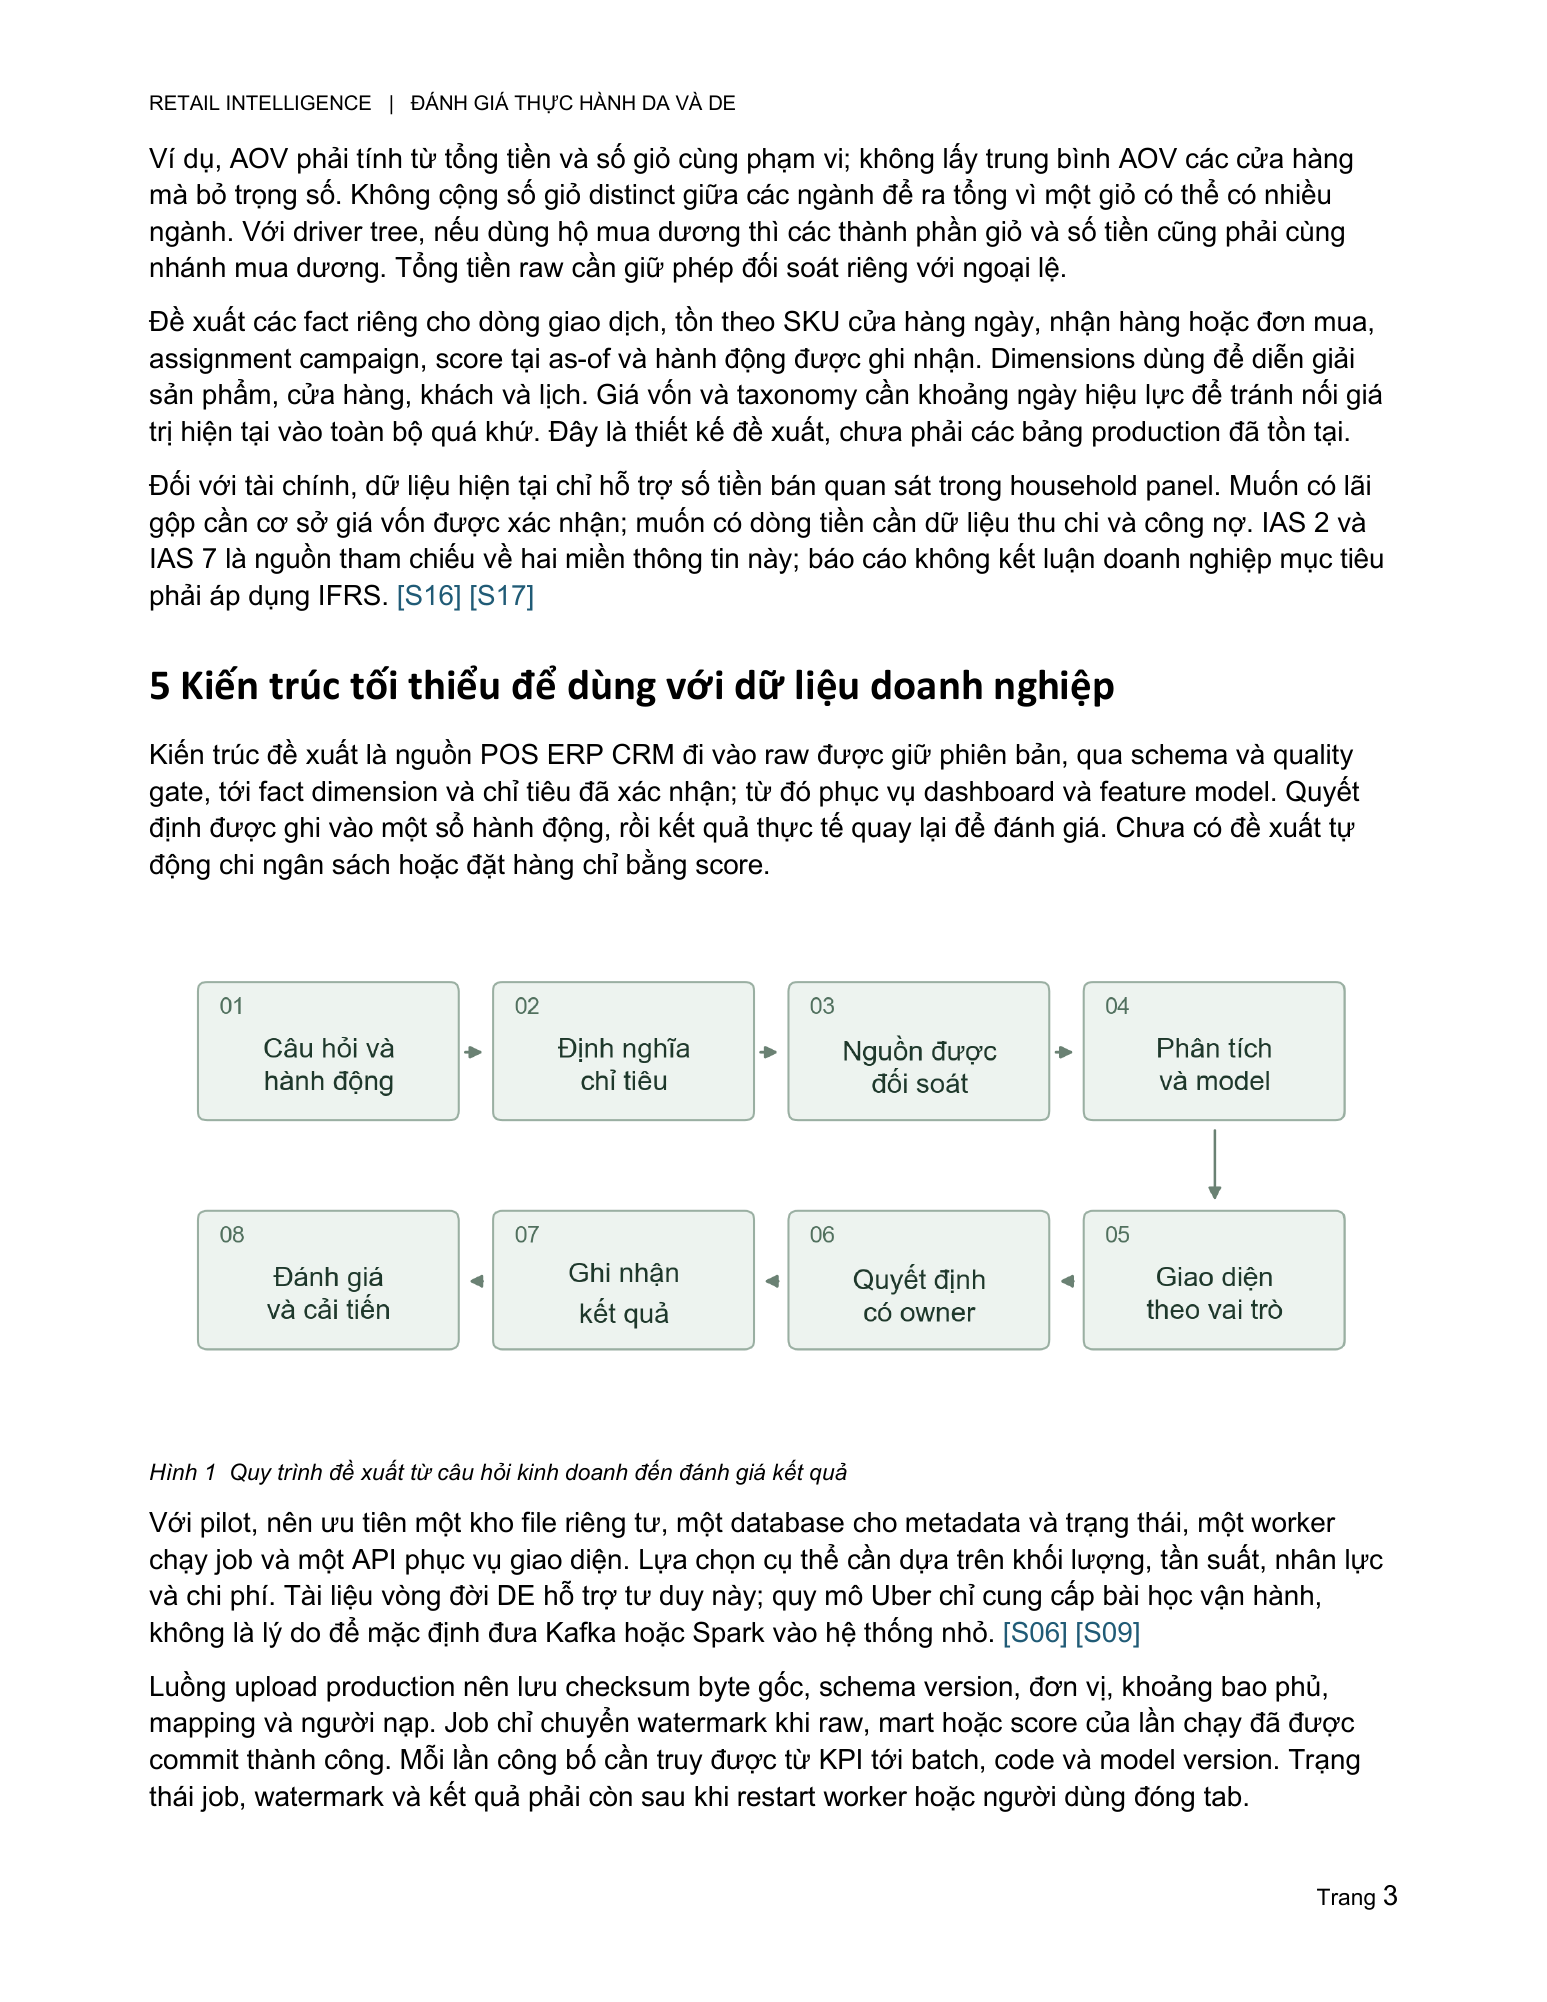 RETAIL INTELLIGENCE | ĐÁNH GIÁ THỰC HÀNH DA VÀ DE
Ví dụ, AOV phải tính từ tổng tiền và số giỏ cùng phạm vi; không lấy trung bình AOV các cửa hàng
mà bỏ trọng số. Không cộng số giỏ distinct giữa các ngành để ra tổng vì một giỏ có thể có nhiều
ngành. Với driver tree, nếu dùng hộ mua dương thì các thành phần giỏ và số tiền cũng phải cùng
nhánh mua dương. Tổng tiền raw cần giữ phép đối soát riêng với ngoại lệ.
Đề xuất các fact riêng cho dòng giao dịch, tồn theo SKU cửa hàng ngày, nhận hàng hoặc đơn mua,
assignment campaign, score tại as-of và hành động được ghi nhận. Dimensions dùng để diễn giải
sản phẩm, cửa hàng, khách và lịch. Giá vốn và taxonomy cần khoảng ngày hiệu lực để tránh nối giá
trị hiện tại vào toàn bộ quá khứ. Đây là thiết kế đề xuất, chưa phải các bảng production đã tồn tại.
Đối với tài chính, dữ liệu hiện tại chỉ hỗ trợ số tiền bán quan sát trong household panel. Muốn có lãi
gộp cần cơ sở giá vốn được xác nhận; muốn có dòng tiền cần dữ liệu thu chi và công nợ. IAS 2 và
IAS 7 là nguồn tham chiếu về hai miền thông tin này; báo cáo không kết luận doanh nghiệp mục tiêu
phải áp dụng IFRS. [S16] [S17]
5 Kiến trúc tối thiểu để dùng với dữ liệu doanh nghiệp
Kiến trúc đề xuất là nguồn POS ERP CRM đi vào raw được giữ phiên bản, qua schema và quality
gate, tới fact dimension và chỉ tiêu đã xác nhận; từ đó phục vụ dashboard và feature model. Quyết
định được ghi vào một sổ hành động, rồi kết quả thực tế quay lại để đánh giá. Chưa có đề xuất tự
động chi ngân sách hoặc đặt hàng chỉ bằng score.
01
Câu hỏi và
hành động
02
Định nghĩa
chỉ tiêu
03
Nguồn được
đối soát
04
Phân tích
và model
08
Đánh giá
và cải tiến
07
Ghi nhận
kết quả
06
Quyết định
có owner
05
Giao diện
theo vai trò
Hình 1 Quy trình đề xuất từ câu hỏi kinh doanh đến đánh giá kết quả
Với pilot, nên ưu tiên một kho file riêng tư, một database cho metadata và trạng thái, một worker
chạy job và một API phục vụ giao diện. Lựa chọn cụ thể cần dựa trên khối lượng, tần suất, nhân lực
và chi phí. Tài liệu vòng đời DE hỗ trợ tư duy này; quy mô Uber chỉ cung cấp bài học vận hành,
không là lý do để mặc định đưa Kafka hoặc Spark vào hệ thống nhỏ. [S06] [S09]
Luồng upload production nên lưu checksum byte gốc, schema version, đơn vị, khoảng bao phủ,
mapping và người nạp. Job chỉ chuyển watermark khi raw, mart hoặc score của lần chạy đã được
commit thành công. Mỗi lần công bố cần truy được từ KPI tới batch, code và model version. Trạng
thái job, watermark và kết quả phải còn sau khi restart worker hoặc người dùng đóng tab.
Trang 3